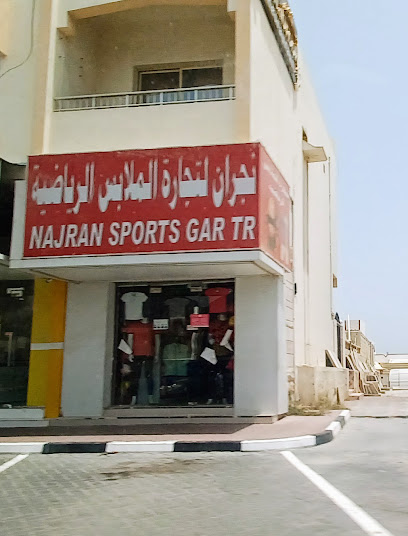 نجران لتجارة الملابس الرياضية
NAJRAN SPORTS GAR TR